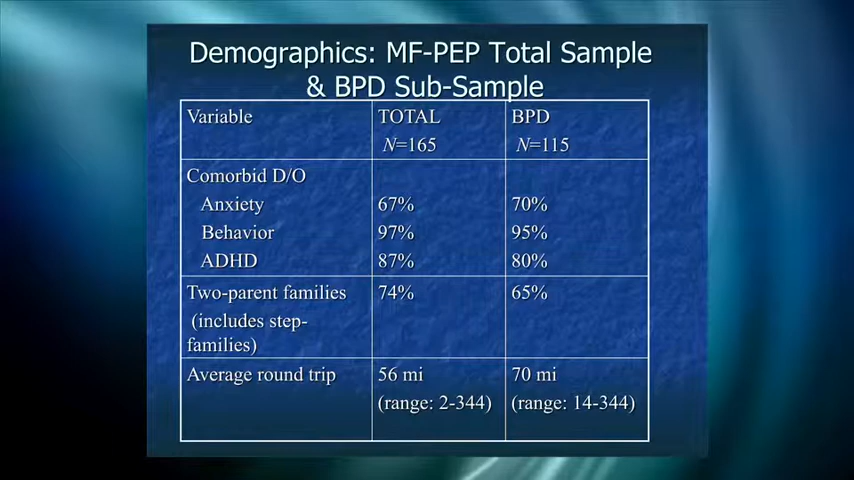 Demographics: MF-PEP Total Sample
& BPD Sub-Sample
Variable TOTAL BPD
N=165 N=115
Comorbid D/O
Anxiety 67% 70%
Behavior 97% 95%
ADHD 87% 80%
Two-parent families 74% 65%
(includes step-
families)
Average round trip 56 mi 70 mi
(range: 2-344) (range: 14-344)